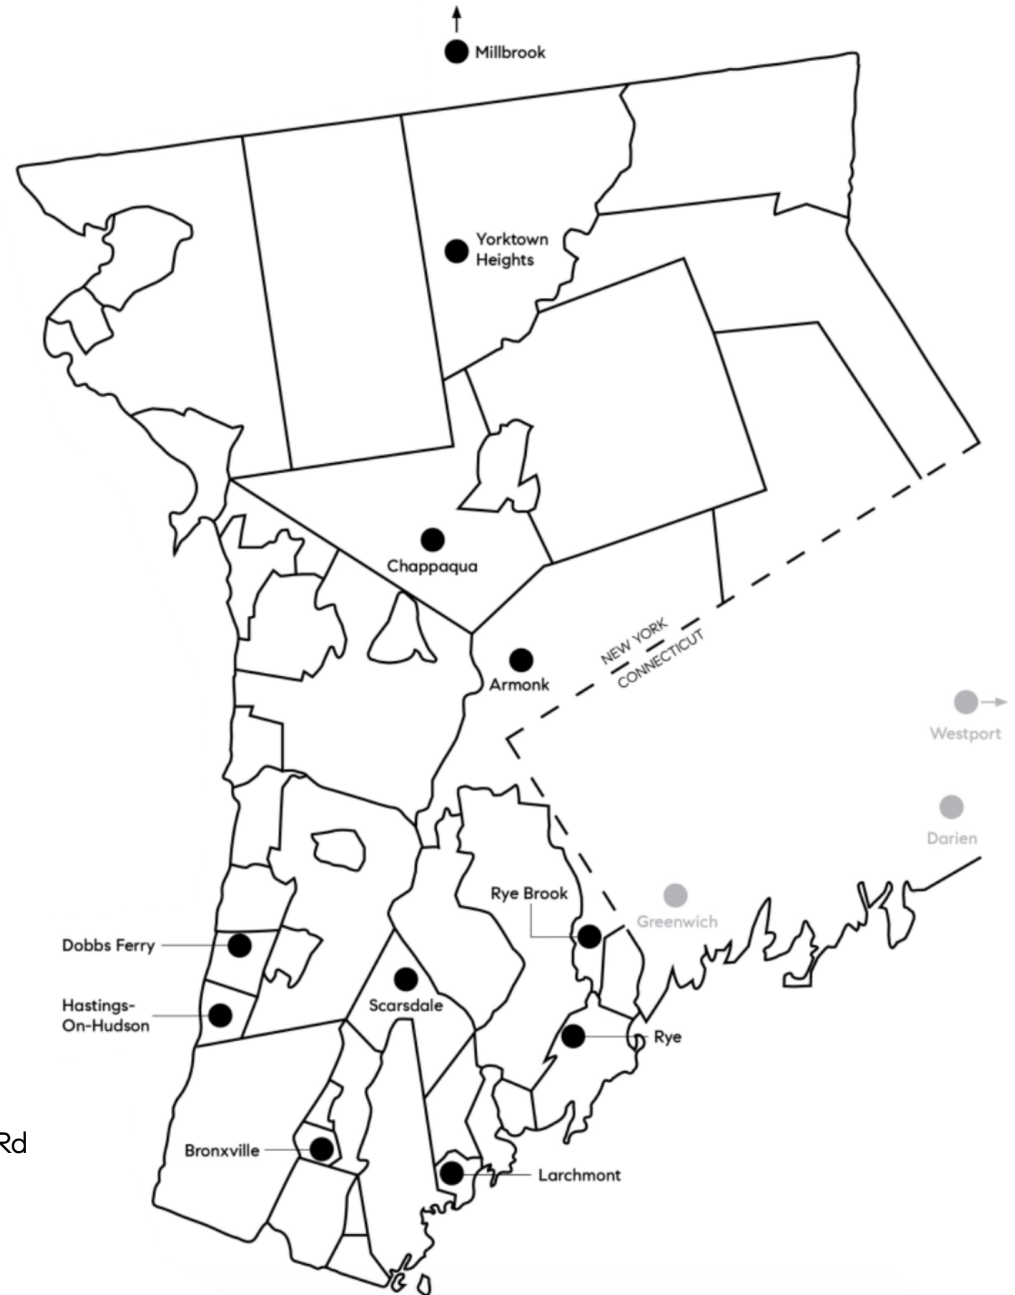 Millbrook
Yorktown
Heights
Chappaqua
NEW YORK
CONNECTICUT
Armonk
Westport
Darien
Rye Brook
Greenwich
Dobbs Ferry
Scarsdale
Hastings-
On-Hudson
Rye
Rd
Bronxville
Larchmont